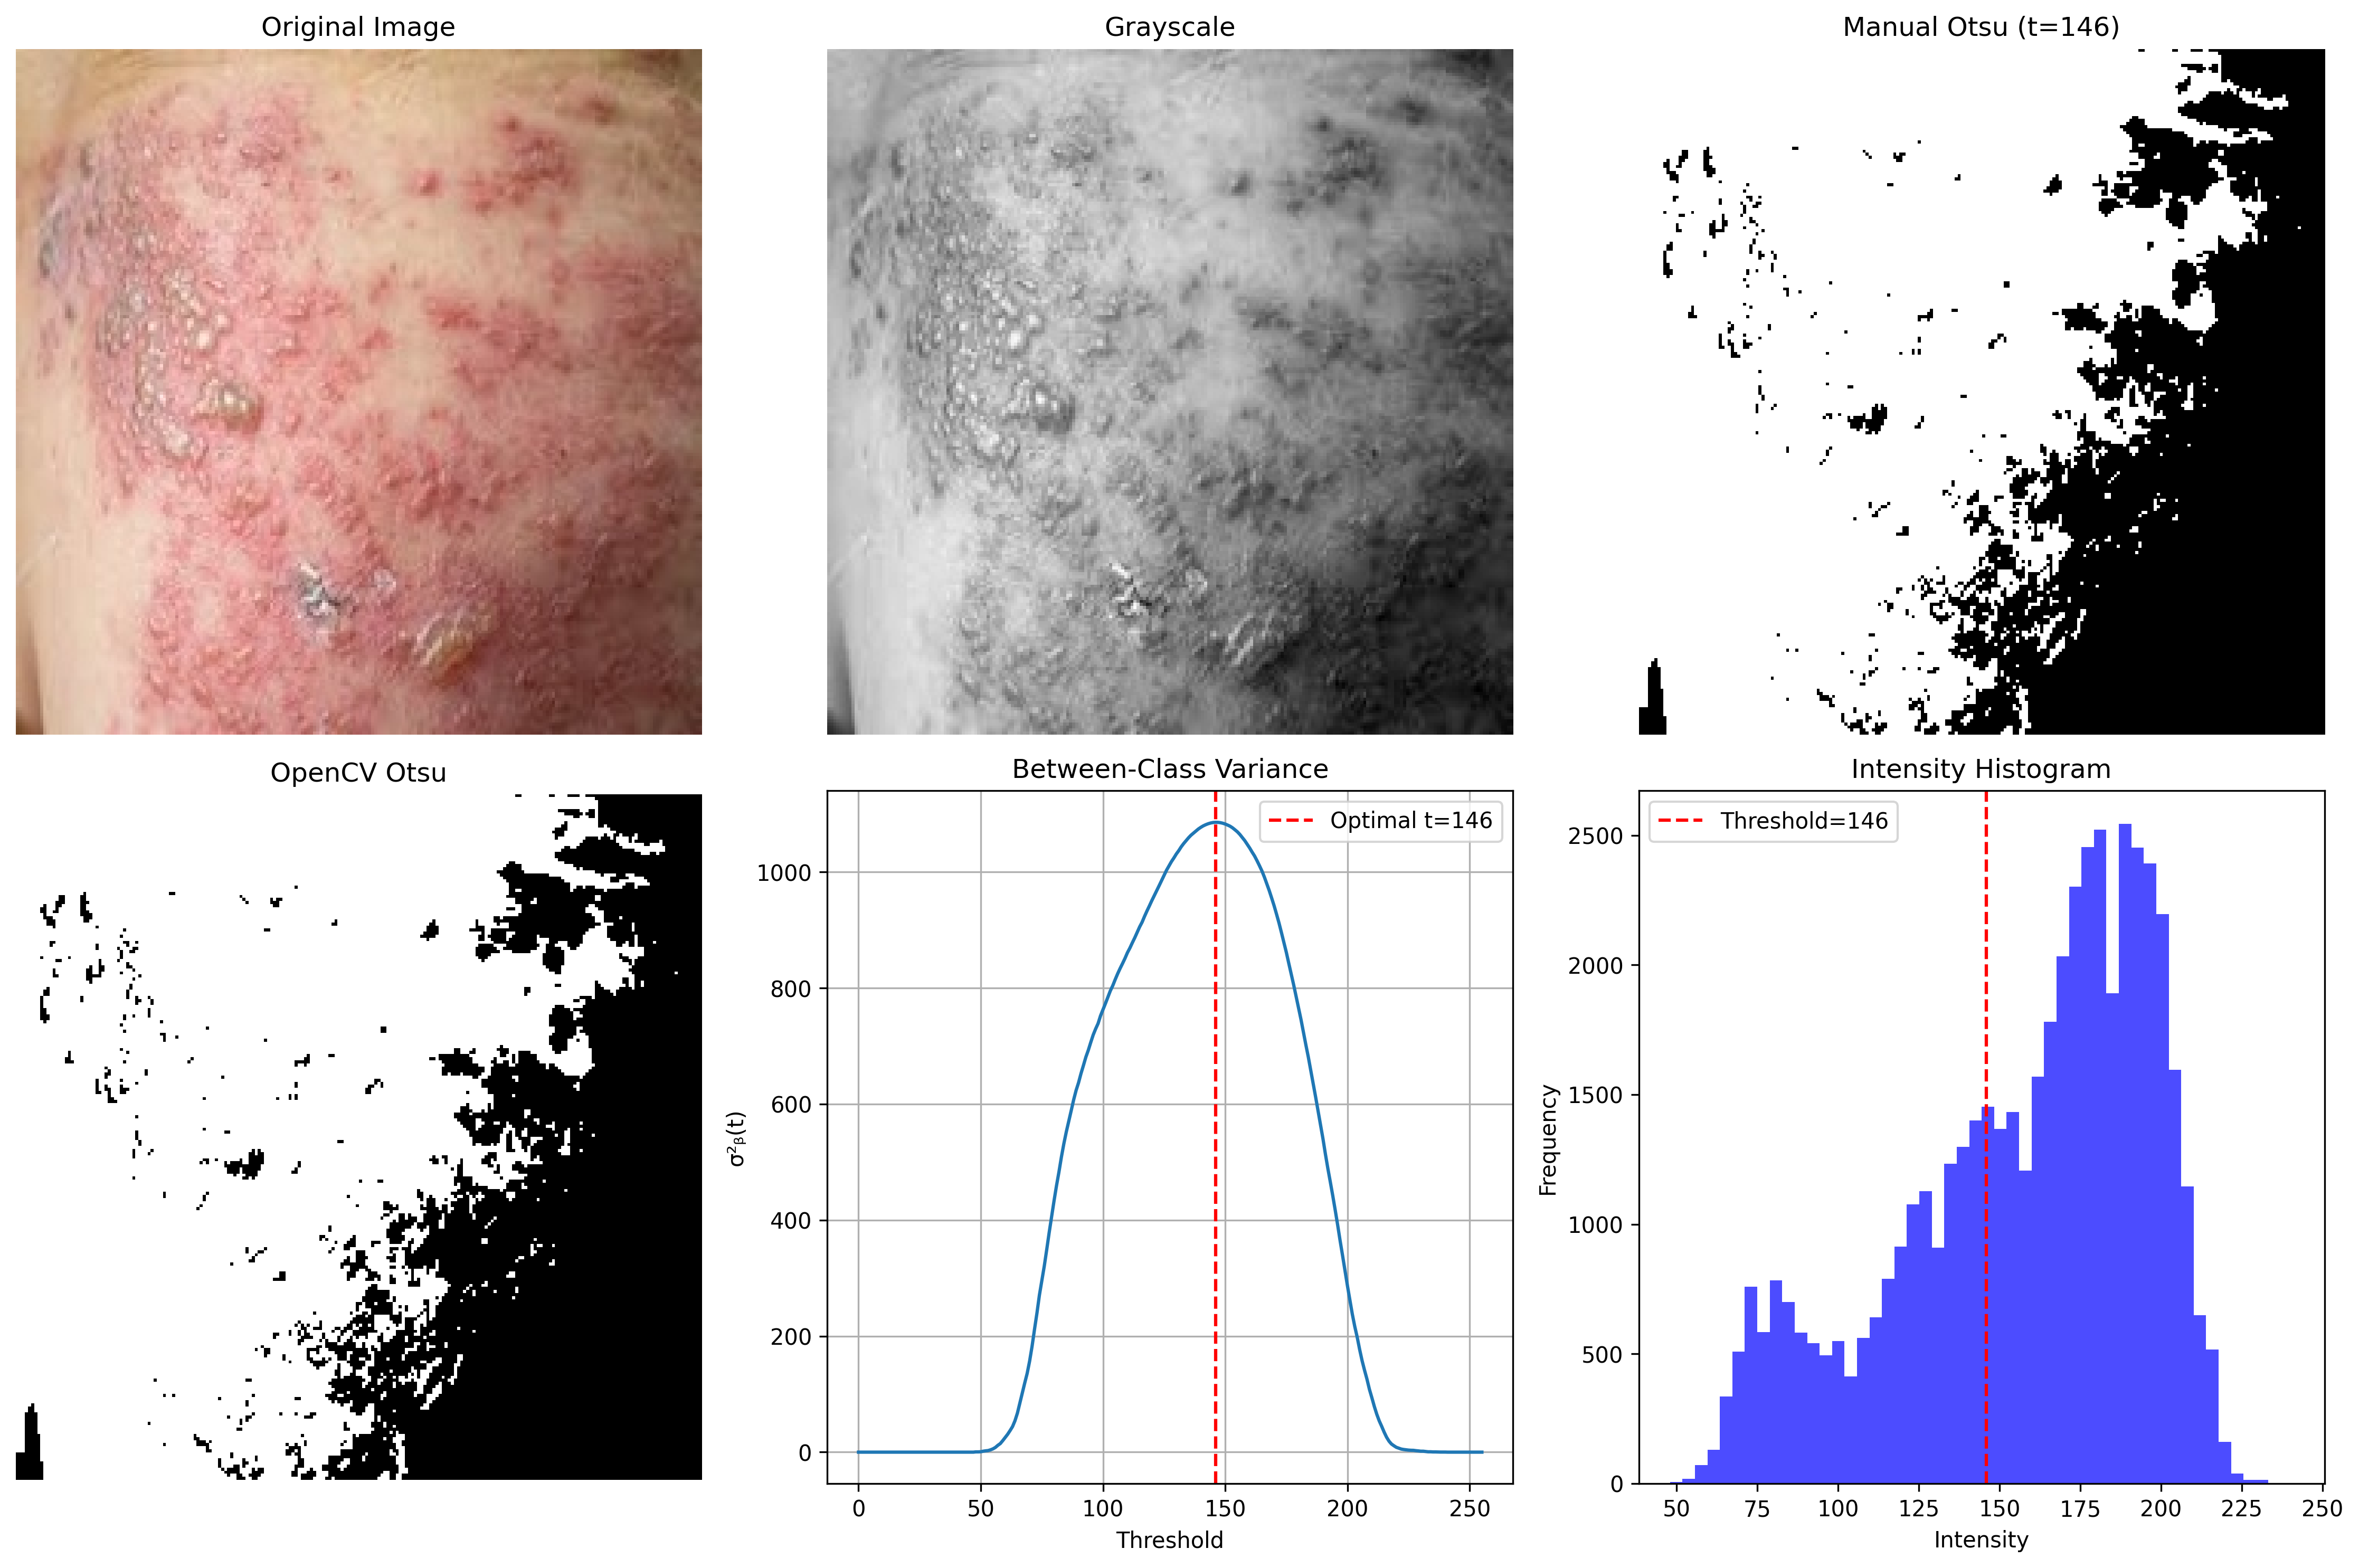 Original Image
Grayscale
Manual Otsu (t=146)
OpenCV Otsu
Between-Class Variance
Optimal t=146
1000
800
600
400
200
0
σ²ᵦ(t)
0 50 100 150 200 250
Threshold
Intensity Histogram
Threshold=146
2500
2000
1500
1000
500
0
Frequency
50 75 100 125 150 175 200 225 250
Intensity